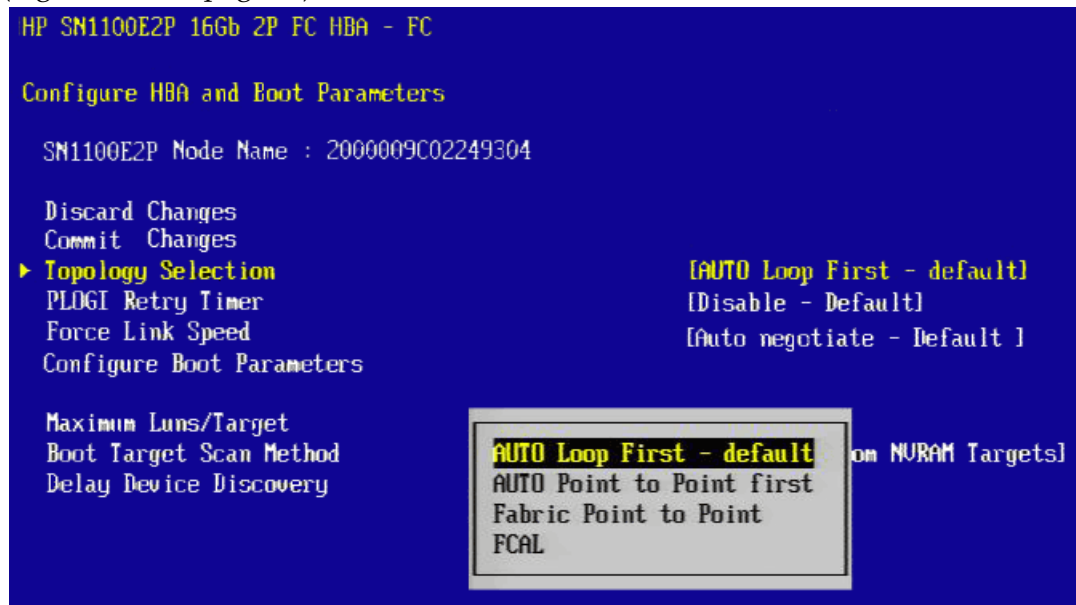 HP SN1100E2P 16Gb 2P FC HBA - FC
Configure HBA and Boot Parameters
SN1100E2P Node Name : 2000009C02249304
Discard Changes
Commit Changes
Topology Selection [AUTO Loop First - default]
PLOGI Retry Timer [Disable - Default]
Force Link Speed [Auto negotiate - Default ]
Configure Boot Parameters
Maximum Luns/Target
Boot Target Scan Method om NVRAM Targets]
Delay Device Discovery
AUTO Loop First - default
AUTO Point to Point first
Fabric Point to Point
FCAL